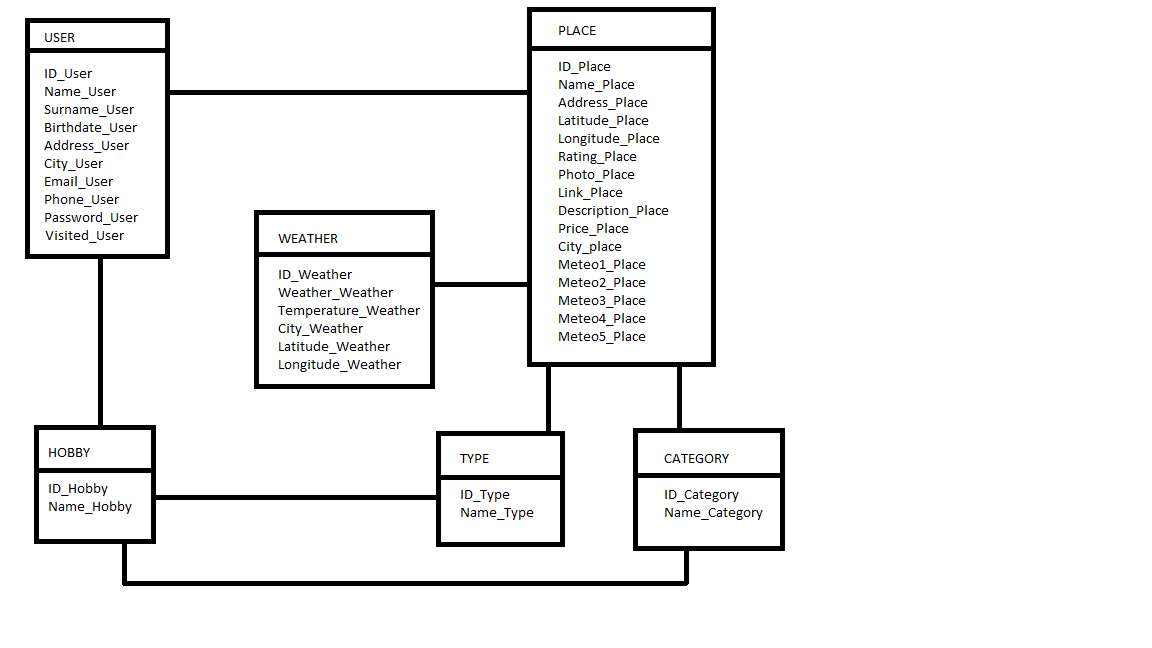 USER
ID_User
Name_User
Surname_User
Birthdate_User
Address_User
City_User
Email_User
Phone_User
Password_User
Visited_User
PLACE
ID_Place
Name_Place
Address_Place
Latitude_Place
Longitude_Place
Rating_Place
Photo_Place
Link_Place
Description_Place
Price_Place
City_place
Meteo1_Place
Meteo2_Place
Meteo3_Place
Meteo4_Place
Meteo5_Place
WEATHER
ID_Weather
Weather_Weather
Temperature_Weather
City_Weather
Latitude_Weather
Longitude_Weather
HOBBY
ID_Hobby
Name_Hobby
TYPE
ID_Type
Name_Type
CATEGORY
ID_Category
Name_Category